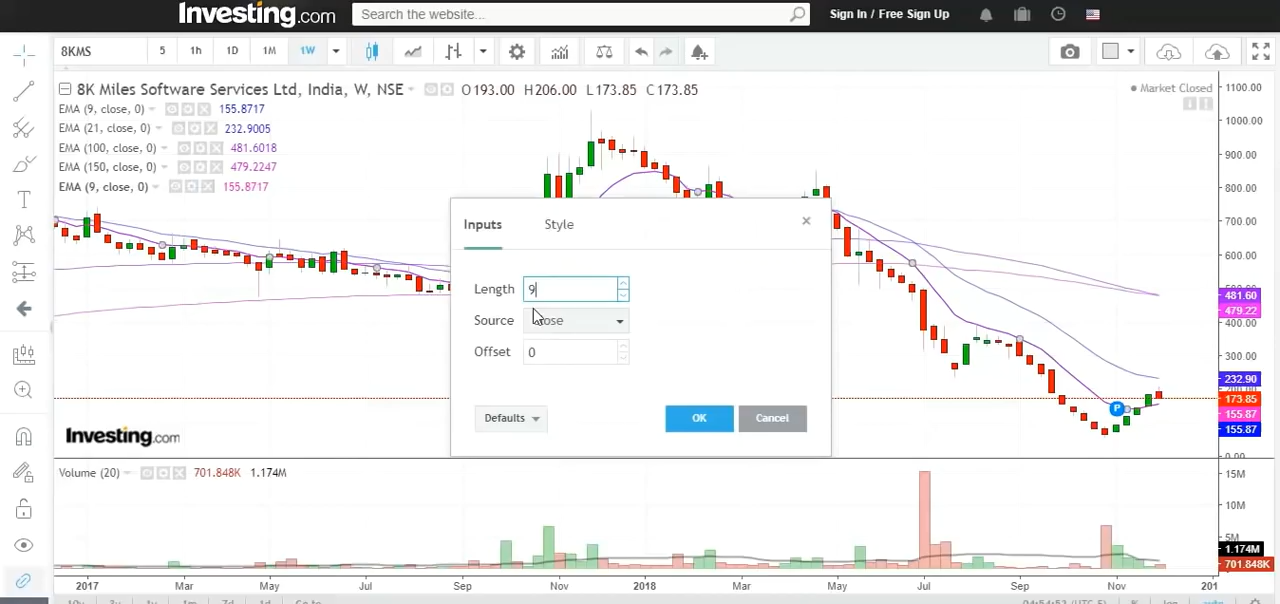 Investing.com Search the website... Sign In / Free Sign Up
8KMS 5 1h 1D 1M 1W
8K Miles Software Services Ltd, India, W, NSE O 193.00 H 206.00 L 173.85 C 173.85
Market Closed
EMA (9, close, 0) 155.8717
EMA (21, close, 0) 232.9005
EMA (100, close, 0) 481.6018
EMA (150, close, 0) 479.2247
EMA (9, close, 0) 155.8717
1100.00
1000.00
900.00
800.00
700.00
600.00
481.60
479.22
400.00
300.00
232.90
173.85
155.87
155.87
Inputs Style
Length 9
Source
Offset 0
Defaults OK Cancel
P
Investing.com
Volume (20) 701.848K 1.174M
15M
10M
1.174M
701.848K
2017 Mar May Jul Sep Nov 2018 Mar May Jul Sep Nov 201